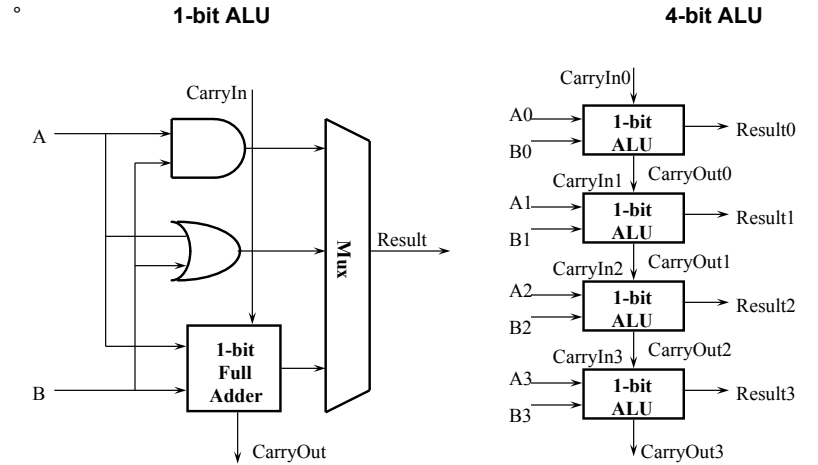 °
1-bit ALU
CarryIn
A
Mux
Result
1-bit
Full
Adder
B
CarryOut
4-bit ALU
CarryIn0
A0
B0
1-bit
ALU
Result0
CarryOut0
CarryIn1
A1
B1
1-bit
ALU
Result1
CarryOut1
CarryIn2
A2
B2
1-bit
ALU
Result2
CarryOut2
CarryIn3
A3
B3
1-bit
ALU
Result3
CarryOut3